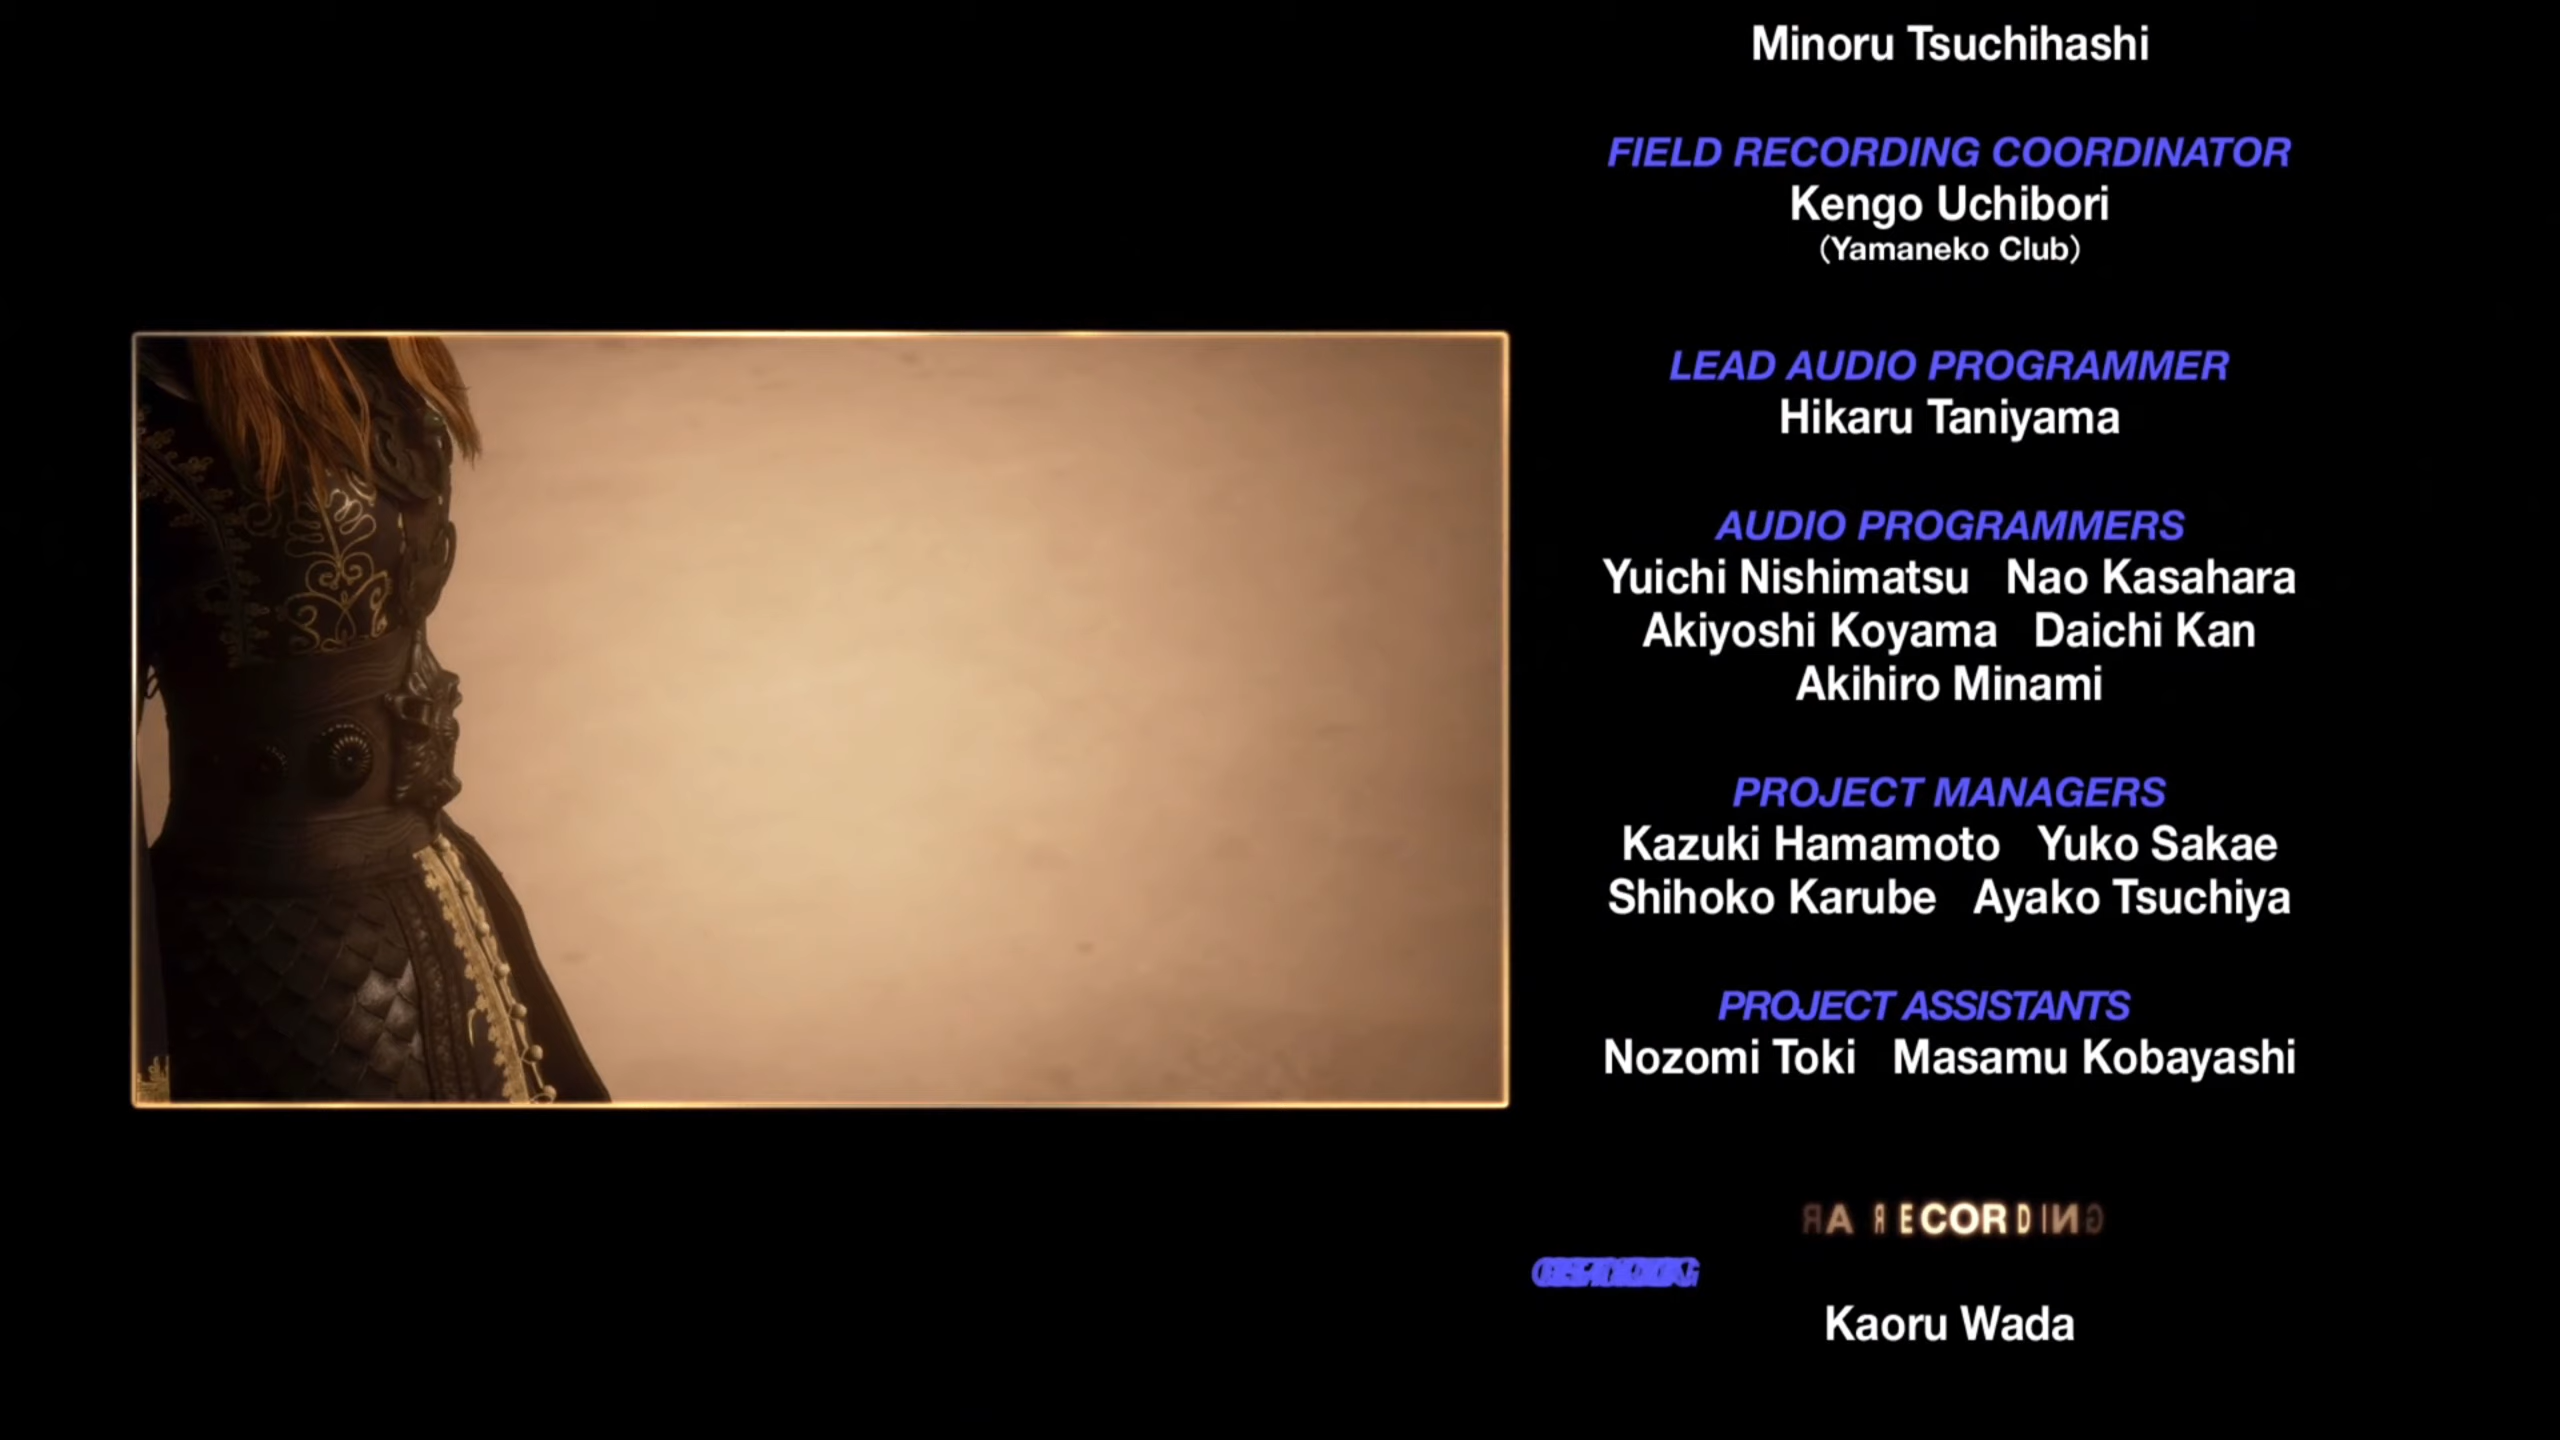 Minoru Tsuchihashi
FIELD RECORDING COORDINATOR
Kengo Uchibori
(Yamaneko Club)
LEAD AUDIO PROGRAMMER
Hikaru Taniyama
AUDIO PROGRAMMERS
Yuichi Nishimatsu Nao Kasahara
Akiyoshi Koyama Daichi Kan
Akihiro Minami
PROJECT MANAGERS
Kazuki Hamamoto Yuko Sakae
Shihoko Karube Ayako Tsuchiya
PROJECT ASSISTANTS
Nozomi Toki Masamu Kobayashi
RECORDING
Kaoru Wada